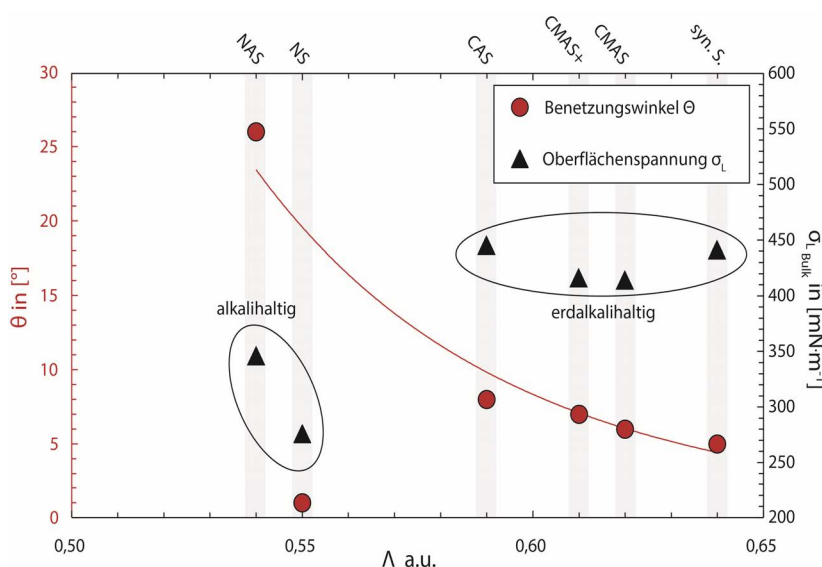 NAS
NS
CAS
CMAS+
CMAS
syn. S.
30
25
20
15
10
5
0
θ in [°]
600
550
500
450
400
350
300
250
200
σL Bulk in [mN·m⁻¹]
Benetzungswinkel Θ
Oberflächenspannung σL
alkalihaltig
erdalkalihaltig
0,50
0,55
0,60
0,65
Λ a.u.